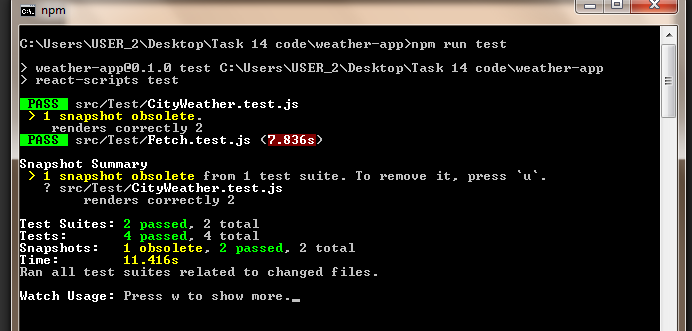 npm
C:\Users\USER_2\Desktop\Task 14 code\weather-app>npm run test
> weather-app@0.1.0 test C:\Users\USER_2\Desktop\Task 14 code\weather-app
> react-scripts test
PASS src/Test/CityWeather.test.js
> 1 snapshot obsolete.
renders correctly 2
PASS src/Test/Fetch.test.js (7.836s)
Snapshot Summary
> 1 snapshot obsolete from 1 test suite. To remove it, press `u`.
? src/Test/CityWeather.test.js
renders correctly 2
Test Suites: 2 passed, 2 total
Tests: 4 passed, 4 total
Snapshots: 1 obsolete, 2 passed, 2 total
Time: 11.416s
Ran all test suites related to changed files.
Watch Usage: Press w to show more.